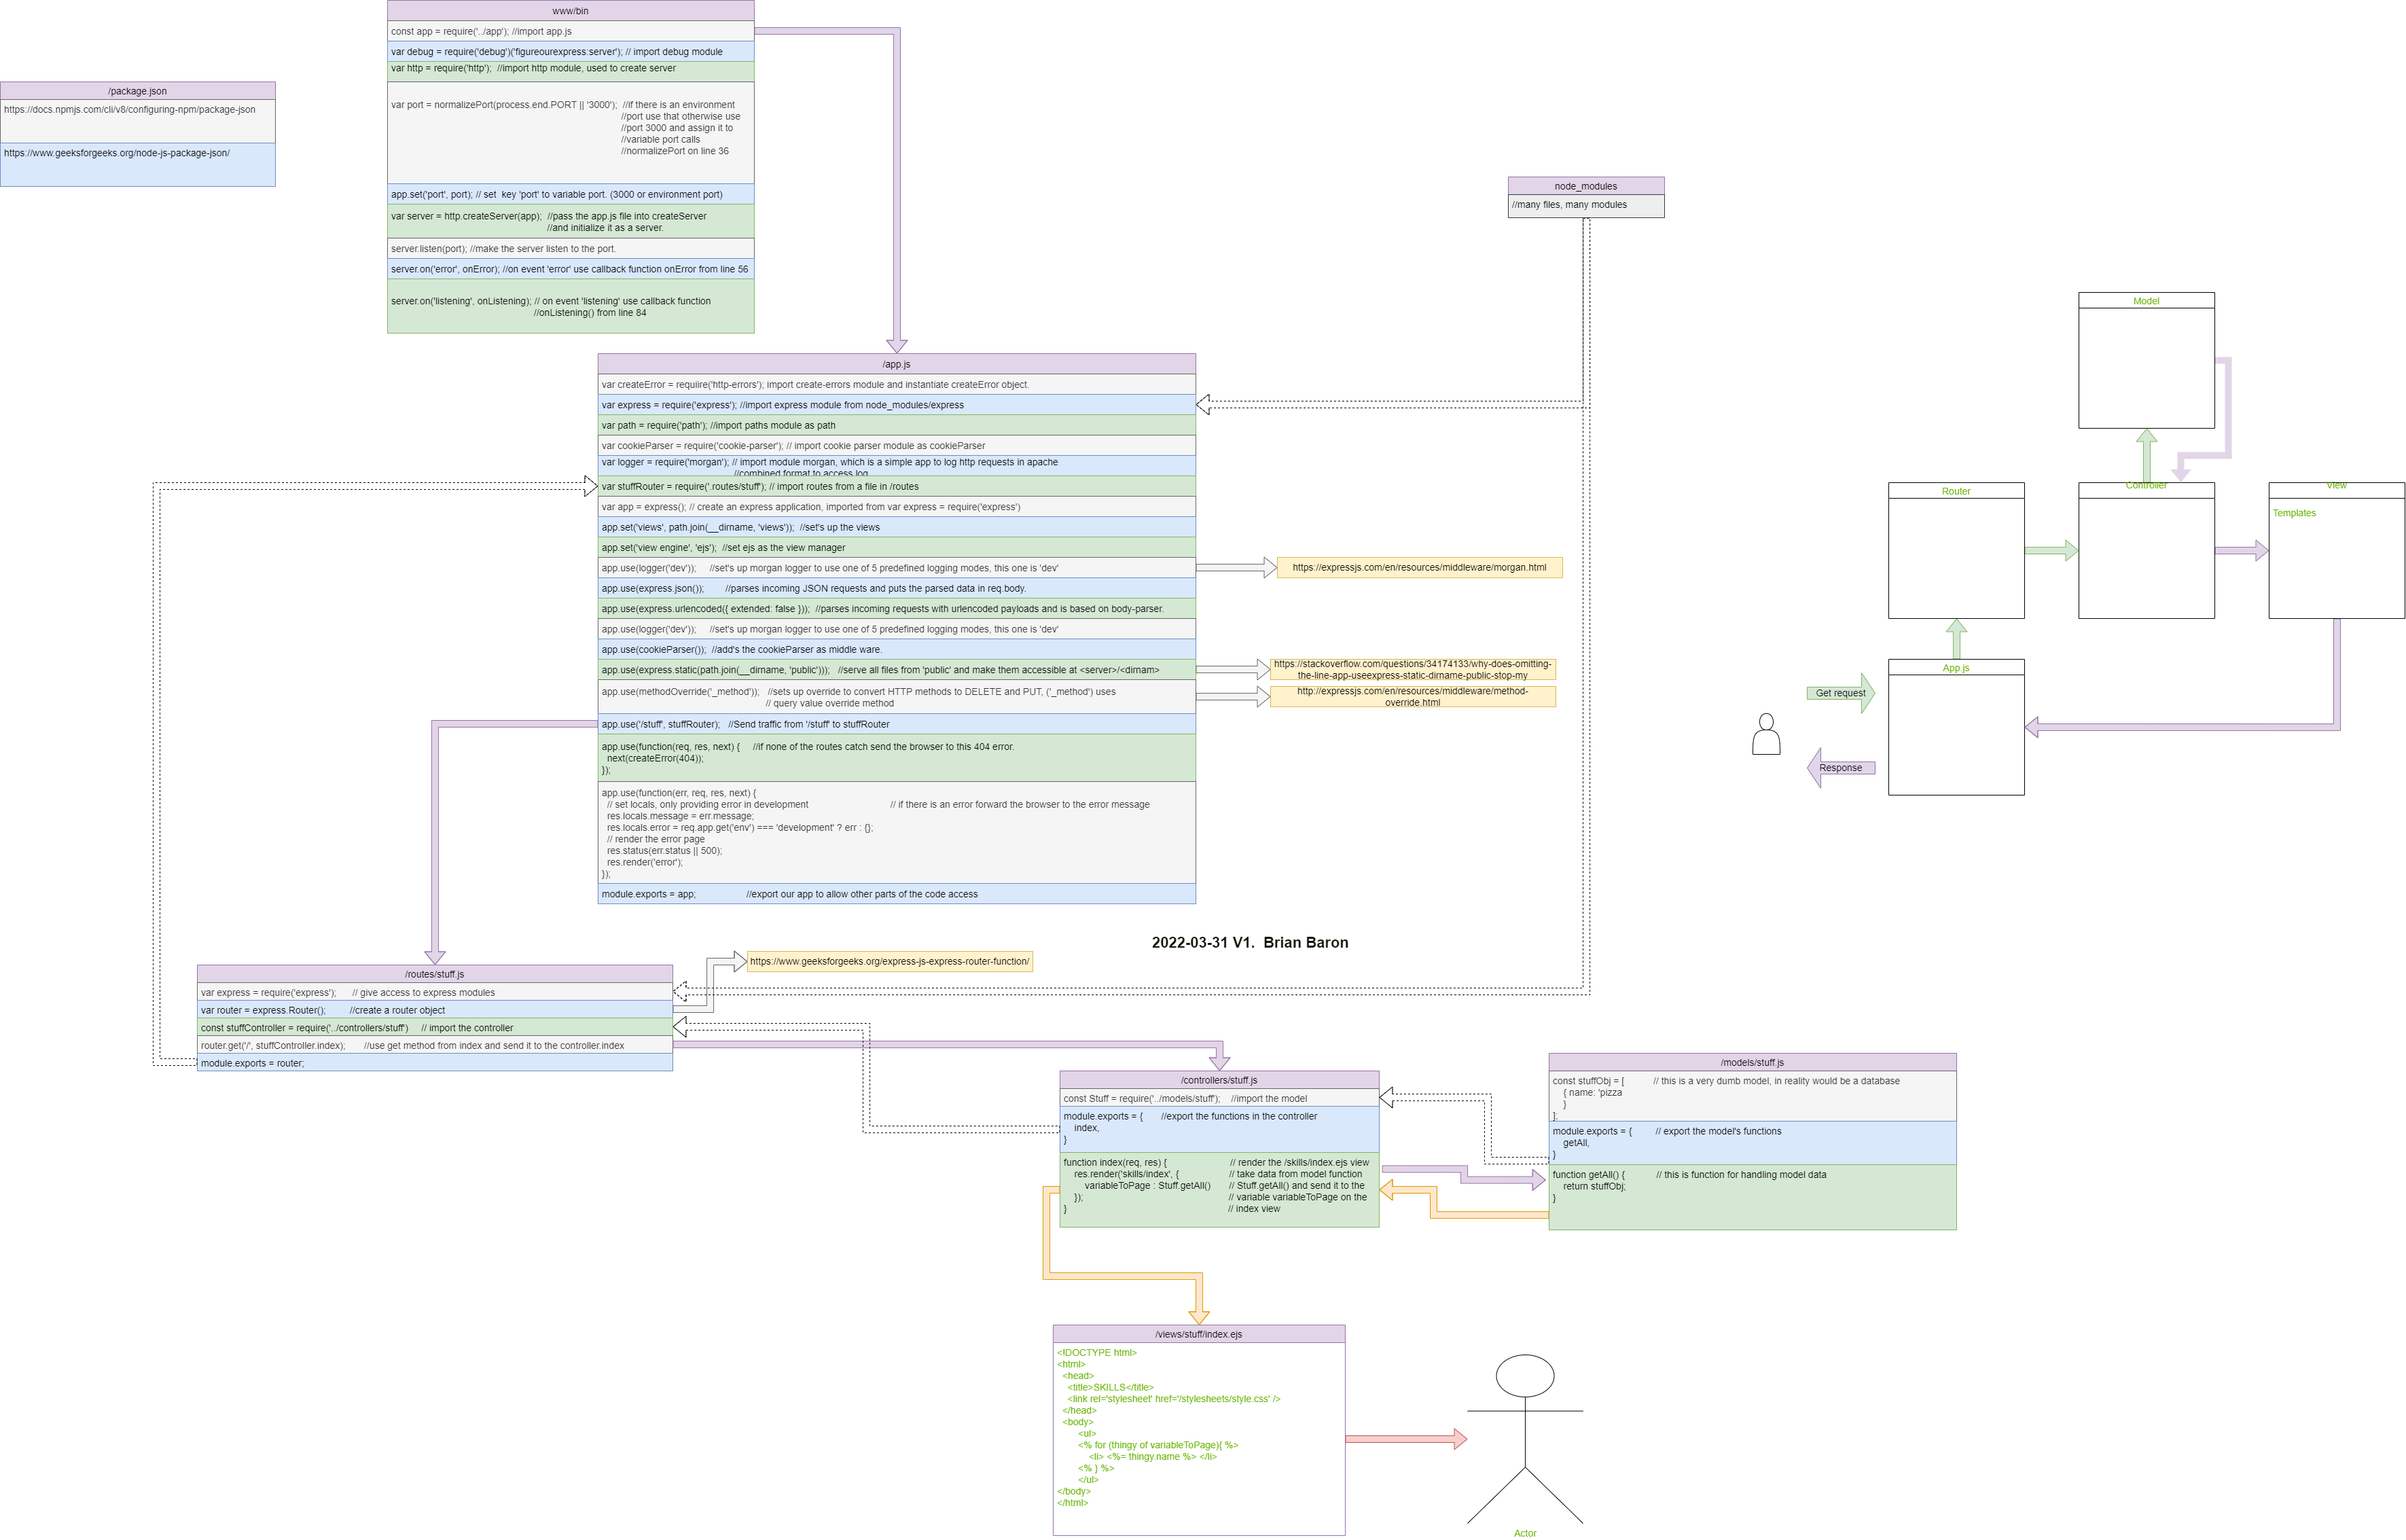 www/bin
const app = require('../app'); //import app.js
var debug = require('debug')('figureourexpress:server'); // import debug module
var http = require('http');  //import http module, used to create server
var port = normalizePort(process.end.PORT || '3000');  //if there is an environment
//port use that otherwise use
//port 3000 and assign it to
//variable port calls
//normalizePort on line 36
app.set('port', port); // set  key 'port' to variable port. (3000 or environment port)
var server = http.createServer(app);  //pass the app.js file into createServer
//and initialize it as a server.
server.listen(port); //make the server listen to the port.
server.on('error', onError); //on event 'error' use callback function onError from line 56
server.on('listening', onListening); // on event 'listening' use callback function
//onListening() from line 84
/package.json
https://docs.npmjs.com/cli/v8/configuring-npm/package-json
https://www.geeksforgeeks.org/node-js-package-json/
node_modules
//many files, many modules
/app.js
var createError = requiire('http-errors'); import create-errors module and instantiate createError object.
var express = require('express'); //import express module from node_modules/express
var path = require('path'); //import paths module as path
var cookieParser = require('cookie-parser'); // import cookie parser module as cookieParser
var logger = require('morgan'); // import module morgan, which is a simple app to log http requests in apache
//combined format to access log
var stuffRouter = require('.routes/stuff'); // import routes from a file in /routes
var app = express(); // create an express application, imported from var express = require('express')
app.set('views', path.join(__dirname, 'views'));  //set's up the views
app.set('view engine', 'ejs');  //set ejs as the view manager
app.use(logger('dev'));     //set's up morgan logger to use one of 5 predefined logging modes, this one is 'dev'
app.use(express.json());        //parses incoming JSON requests and puts the parsed data in req.body.
app.use(express.urlencoded({ extended: false }));  //parses incoming requests with urlencoded payloads and is based on body-parser.
app.use(logger('dev'));     //set's up morgan logger to use one of 5 predefined logging modes, this one is 'dev'
app.use(cookieParser());  //add's the cookieParser as middle ware.
app.use(express.static(path.join(__dirname, 'public')));   //serve all files from 'public' and make them accessible at <server>/<dirnam>
app.use(methodOverride('_method'));   //sets up override to convert HTTP methods to DELETE and PUT, ('_method') uses
// query value override method
app.use('/stuff', stuffRouter);   //Send traffic from '/stuff' to stuffRouter
app.use(function(req, res, next) {     //if none of the routes catch send the browser to this 404 error.
next(createError(404));
});
app.use(function(err, req, res, next) {
// set locals, only providing error in development     // if there is an error forward the browser to the error message
res.locals.message = err.message;
res.locals.error = req.app.get('env') === 'development' ? err : {};
// render the error page
res.status(err.status || 500);
res.render('error');
});
module.exports = app;     //export our app to allow other parts of the code access
https://expressjs.com/en/resources/middleware/morgan.html
https://stackoverflow.com/questions/34174133/why-does-omitting-
the-line-app-useexpress-static-dirname-public-stop-my
http://expressjs.com/en/resources/middleware/method-
override.html
Model
Router
Controller
View
Templates
App.js
Get request
Response
2022-03-31 V1.  Brian Baron
/routes/stuff.js
var express = require('express');      // give access to express modules
var router = express.Router();         //create a router object
const stuffController = require('../controllers/stuff')     // import the controller
router.get('/', stuffController.index);       //use get method from index and send it to the controller.index
module.exports = router;
https://www.geeksforgeeks.org/express-js-express-router-function/
/controllers/stuff.js
const Stuff = require('../models/stuff');    //import the model
module.exports = {       //export the functions in the controller
index,
}
function index(req, res) {     // render the /skills/index.ejs view
res.render('skills/index', {     // take data from model function
variableToPage : Stuff.getAll()     // Stuff.getAll() and send it to the
});     // variable variableToPage on the
}     // index view
/models/stuff.js
const stuffObj = [     // this is a very dumb model, in reality would be a database
{ name: 'pizza
}
];
module.exports = {     // export the model's functions
getAll,
}
function getAll() {     // this is function for handling model data
return stuffObj;
}
/views/stuff/index.ejs
<!DOCTYPE html>
<html>
<head>
<title>SKILLS</title>
<link rel='stylesheet' href='/stylesheets/style.css' />
</head>
<body>
<ul>
<% for (thingy of variableToPage){ %>
<li> <%= thingy.name %> </li>
<% } %>
</ul>
</body>
</html>
Actor